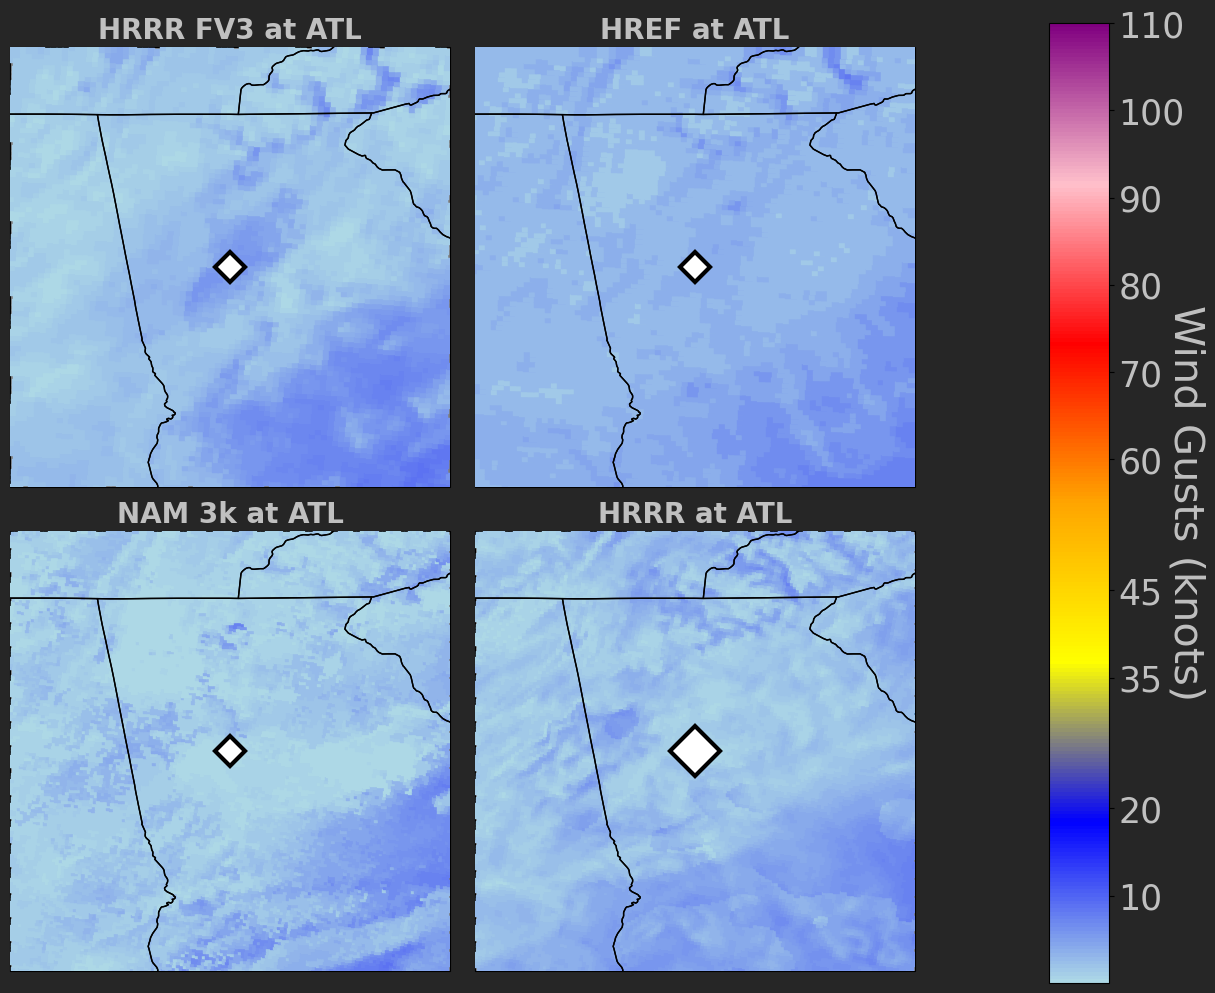 HRRR FV3 at ATL
HREF at ATL
NAM 3k at ATL
HRRR at ATL
110
100
90
80
70
60
45
35
20
10
Wind Gusts (knots)